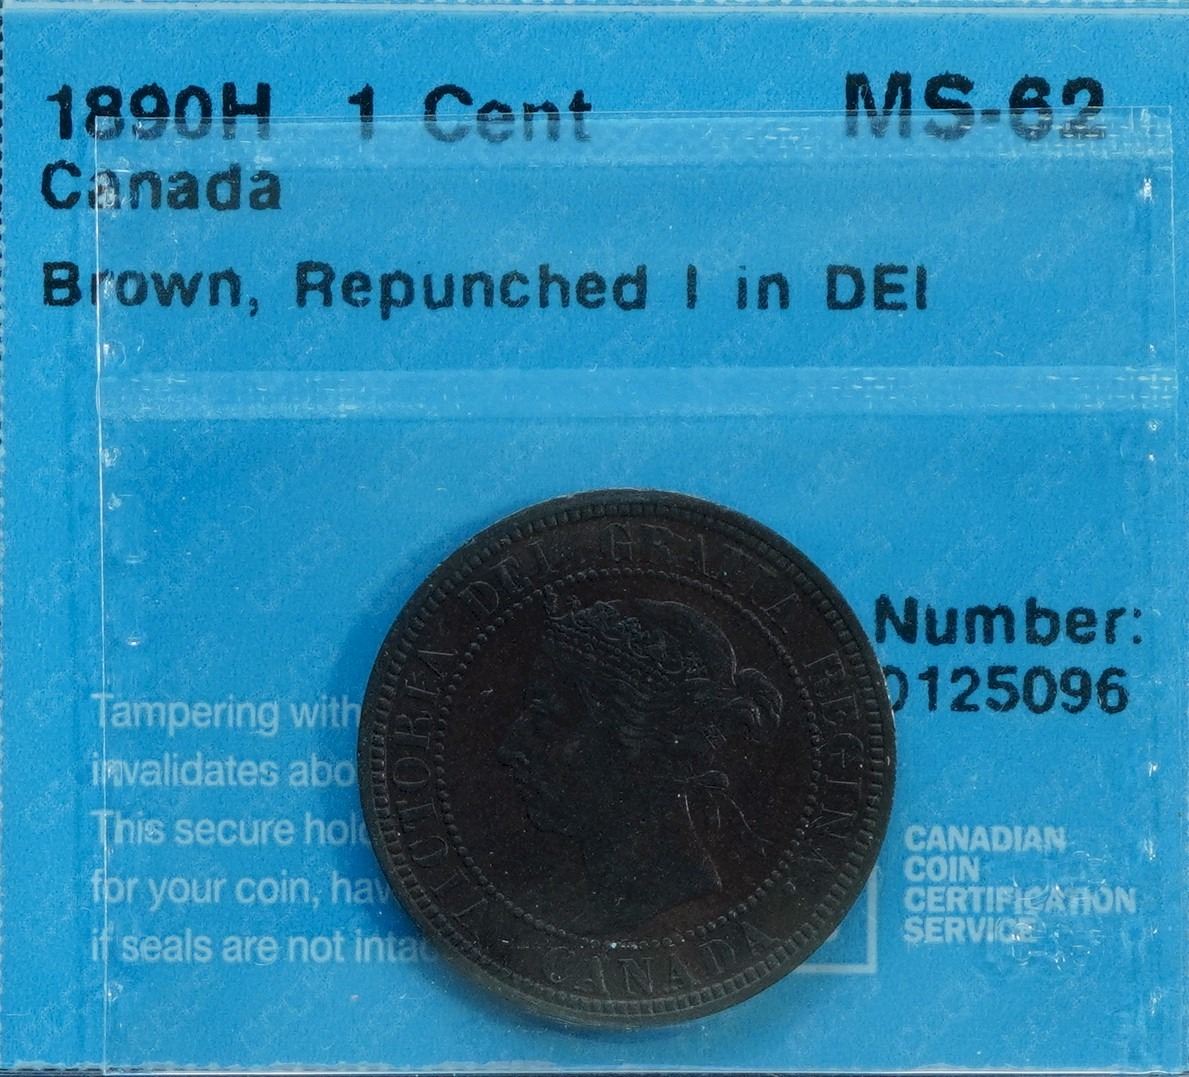 1890H 1 Cent MS-62
Canada
Brown, Repunched I in DEI
Number:
0125096
Tampering with
invalidates abo
This secure hol
for your coin, hav
if seals are not intac
CANADIAN
COIN
CERTIFICATION
SERVICE
VICTORIA DEI GRATIA REGINA.
CANADA